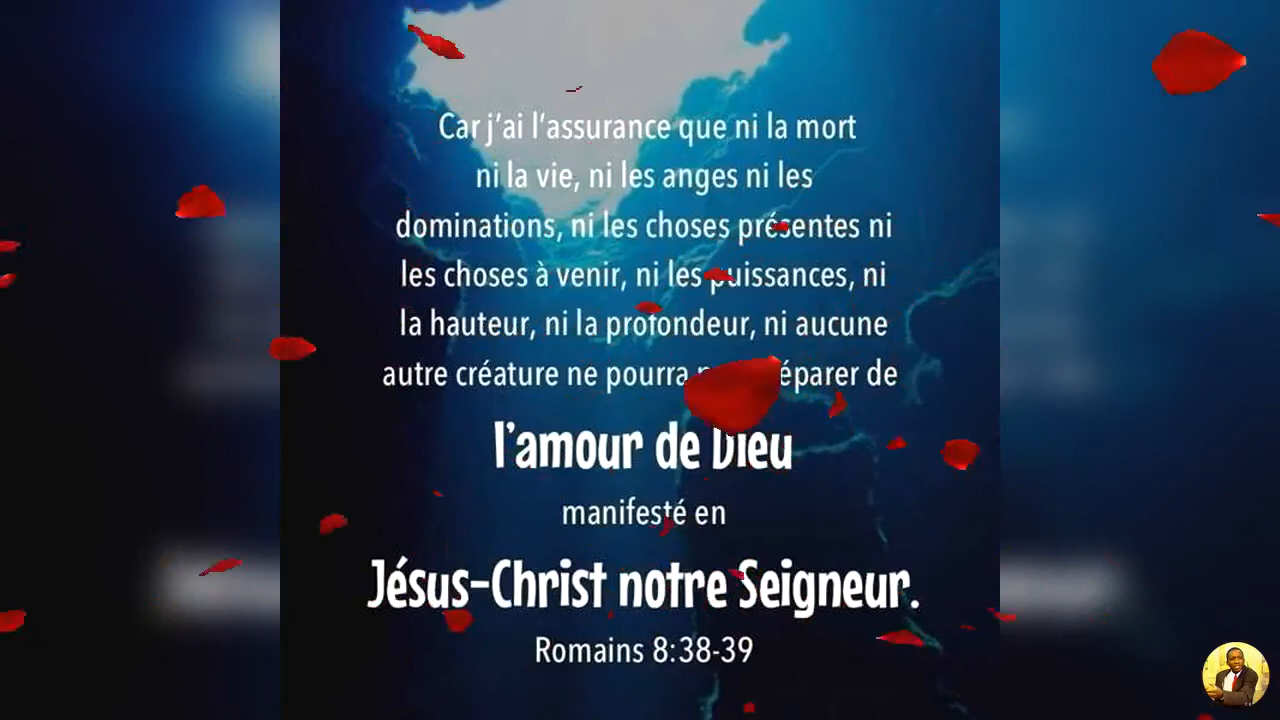 Car j'ai l'assurance que ni la mort
ni la vie, ni les anges ni les
dominations, ni les choses présentes ni
les choses à venir, ni les puissances, ni
la hauteur, ni la profondeur, ni aucune
autre créature ne pourra de
l'amour de Dieu
manifesté en
Jésus-Christ notre Seigneur.
Romains 8:38-39